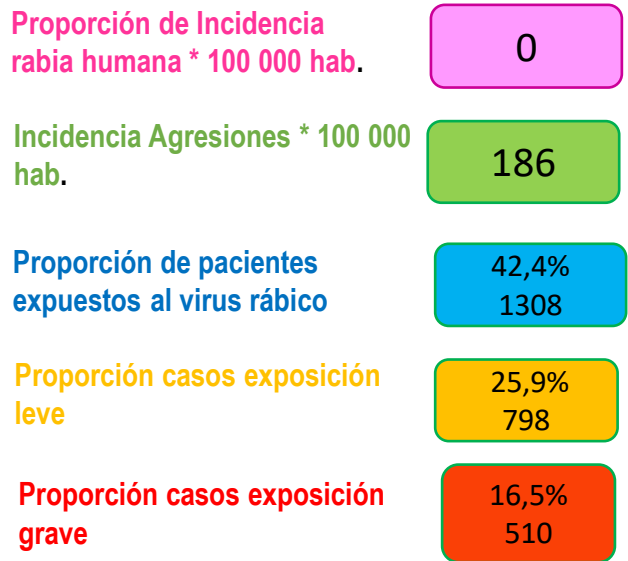 Proporción de Incidencia
rabia humana * 100 000 hab.
0
Incidencia Agresiones * 100 000
hab.
186
Proporción de pacientes
expuestos al virus rábico
42,4%
1308
Proporción casos exposición
leve
25,9%
798
Proporción casos exposición
grave
16,5%
510